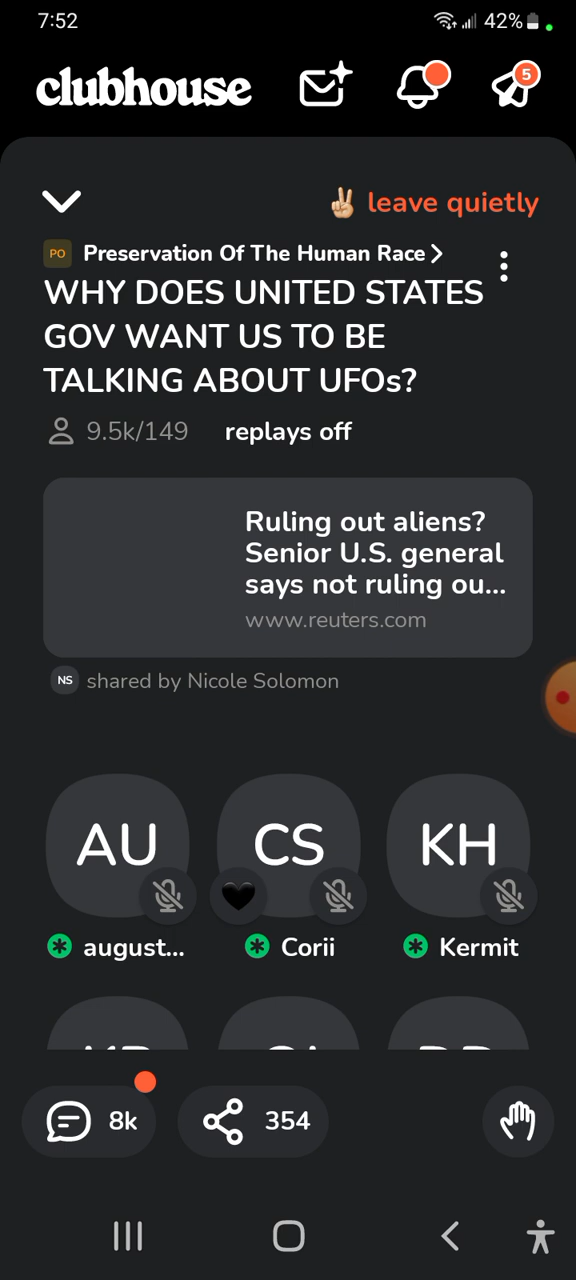 7:52
42%
clubhouse
5
✌🏼 leave quietly
PO Preservation Of The Human Race >
WHY DOES UNITED STATES
GOV WANT US TO BE
TALKING ABOUT UFOs?
9.5k/149 replays off
Ruling out aliens?
Senior U.S. general
says not ruling ou...
www.reuters.com
NS shared by Nicole Solomon
AU CS KH
august... Corii Kermit
8k 354